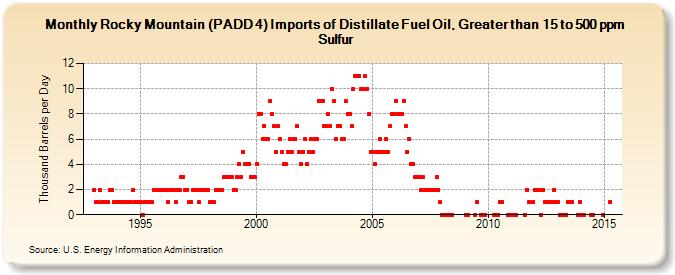 Monthly Rocky Mountain (PADD 4) Imports of Distillate Fuel Oil, Greater than 15 to 500 ppm
Sulfur
Thousand Barrels per Day
12
10
8
6
4
2
0
1995 2000 2005 2010 2015
Source: U.S. Energy Information Administration